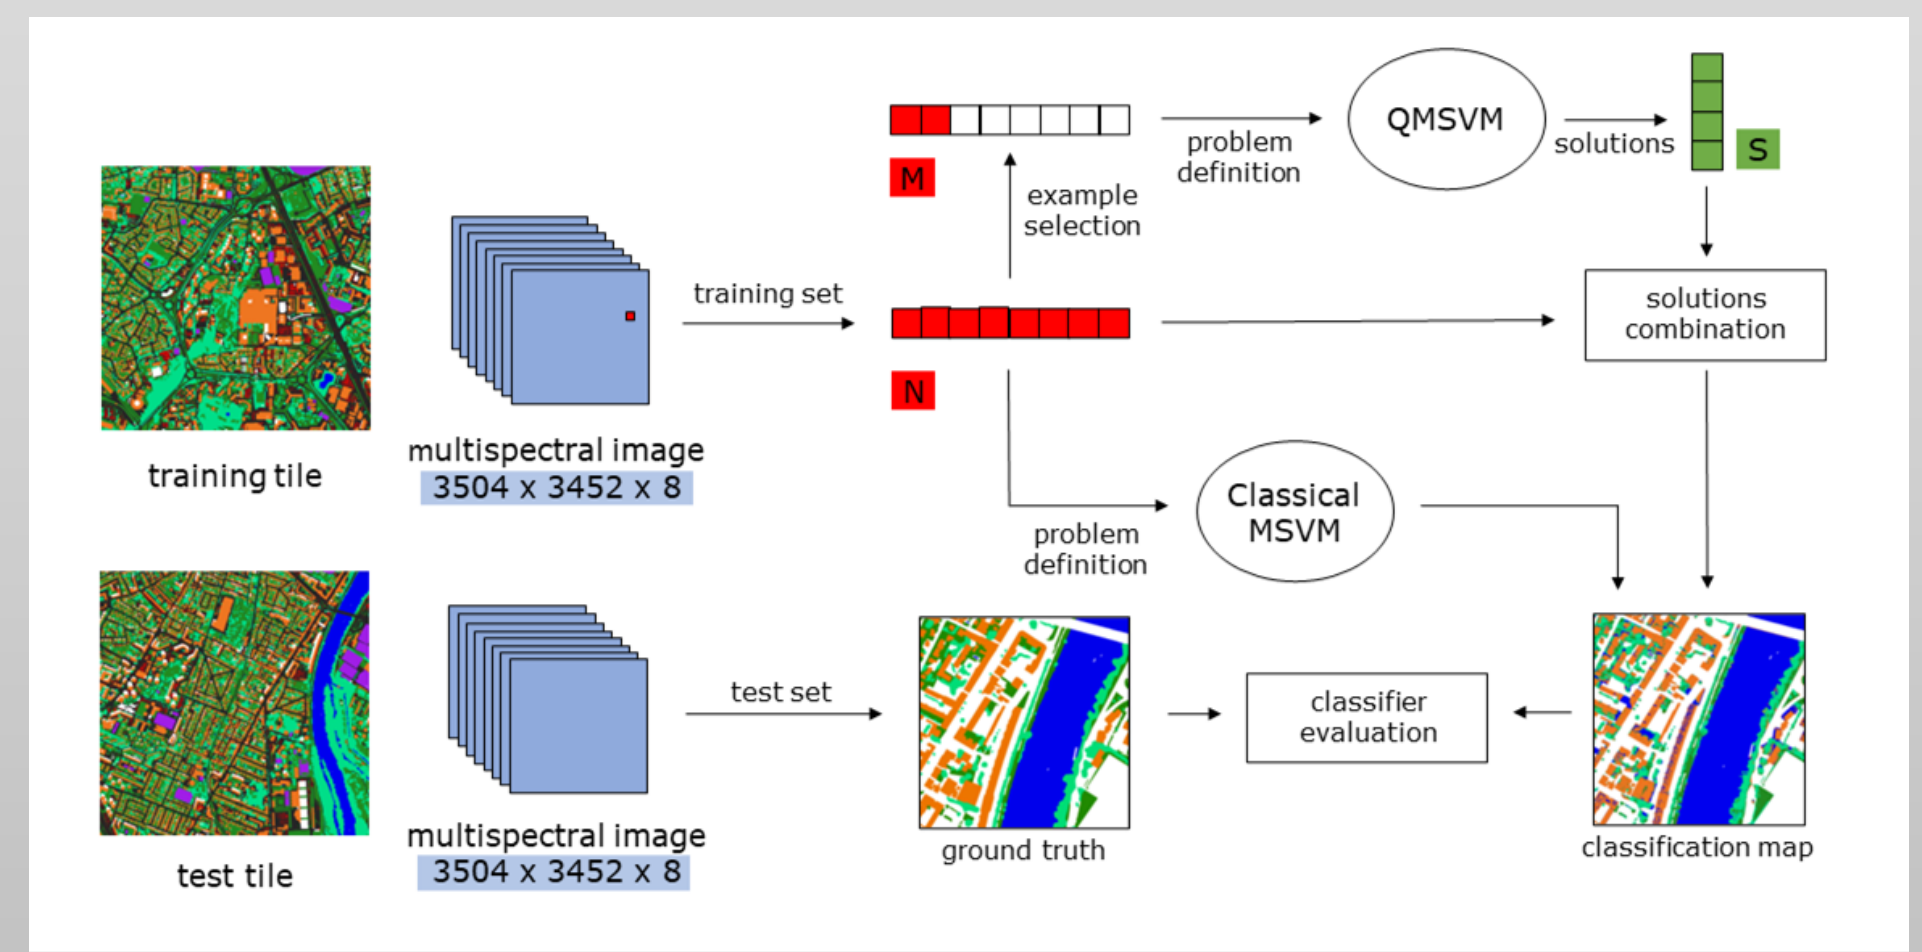 training tile
multispectral image
3504 x 3452 x 8
training set
M
example
selection
N
problem
definition
QMSVM
solutions
S
solutions
combination
problem
definition
Classical
MSVM
test tile
multispectral image
3504 x 3452 x 8
test set
ground truth
classifier
evaluation
classification map